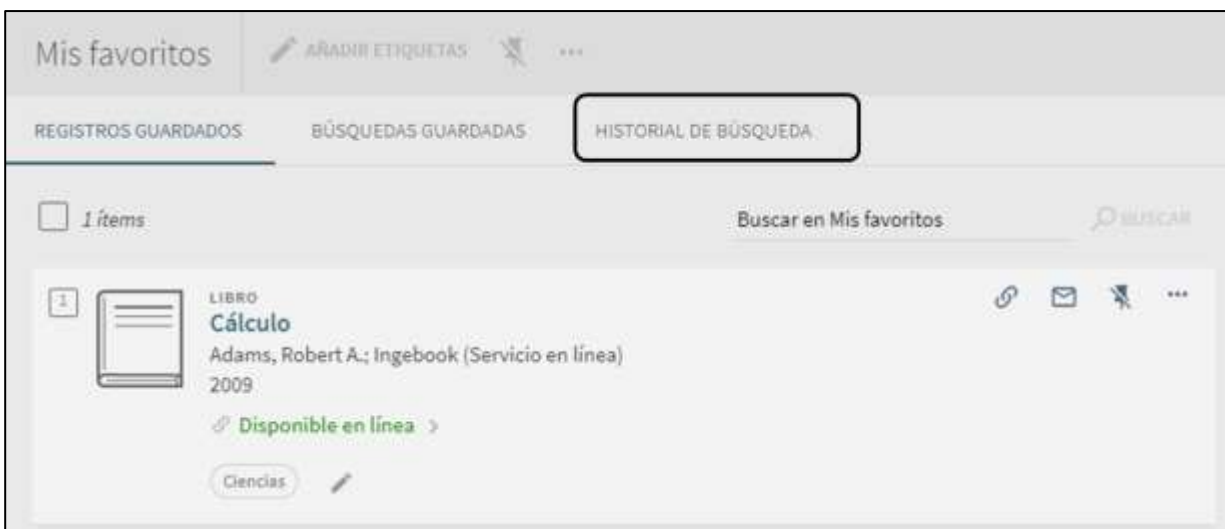 Mis favoritos AÑADIR ETIQUETAS
REGISTROS GUARDADOS BÚSQUEDAS GUARDADAS HISTORIAL DE BÚSQUEDA
1 ítems Buscar en Mis favoritos BUSCAR
1
LIBRO
Cálculo
Adams, Robert A.; Ingebook (Servicio en línea)
2009
Disponible en línea
Ciencias